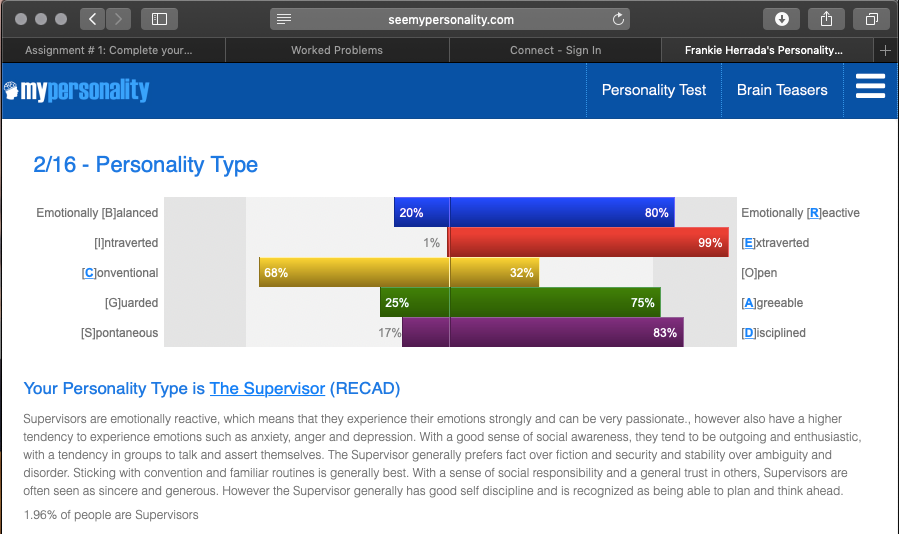 seemypersonality.com
Assignment # 1: Complete your...
Worked Problems
Connect - Sign In
Frankie Herrada's Personality...
mypersonality
Personality Test
Brain Teasers
2/16 - Personality Type
Emotionally [B]alanced 20% 80% Emotionally [R]eactive
[I]ntraverted 1% 99% [E]xtraverted
[C]onventional 68% 32% [O]pen
[G]uarded 25% 75% [A]greeable
[S]pontaneous 17% 83% [D]isciplined
Your Personality Type is The Supervisor (RECAD)
Supervisors are emotionally reactive, which means that they experience their emotions strongly and can be very passionate., however also have a higher
tendency to experience emotions such as anxiety, anger and depression. With a good sense of social awareness, they tend to be outgoing and enthusiastic,
with a tendency in groups to talk and assert themselves. The Supervisor generally prefers fact over fiction and security and stability over ambiguity and
disorder. Sticking with convention and familiar routines is generally best. With a sense of social responsibility and a general trust in others, Supervisors are
often seen as sincere and generous. However the Supervisor generally has good self discipline and is recognized as being able to plan and think ahead.
1.96% of people are Supervisors